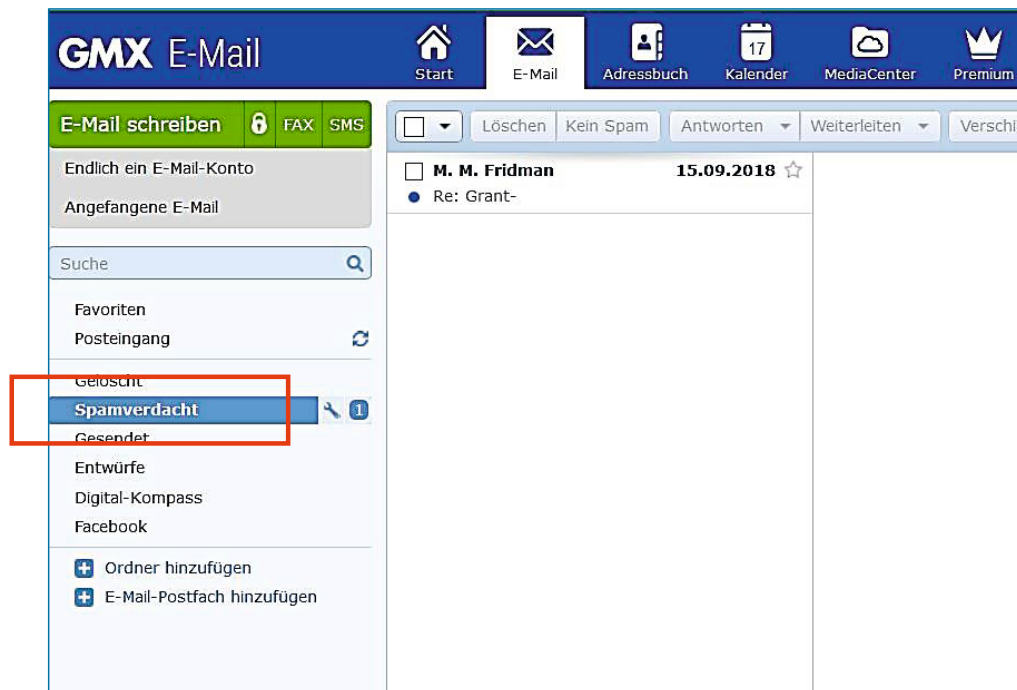 GMX E-Mail
Start E-Mail Adressbuch 17 Kalender MediaCenter Premium
E-Mail schreiben FAX SMS
Löschen Kein Spam Antworten Weiterleiten Verschi
Endlich ein E-Mail-Konto
Angefangene E-Mail
M. M. Fridman 15.09.2018
Re: Grant-
Suche
Favoriten
Posteingang
Gelöscht
Spamverdacht 1
Gesendet
Entwürfe
Digital-Kompass
Facebook
Ordner hinzufügen
E-Mail-Postfach hinzufügen